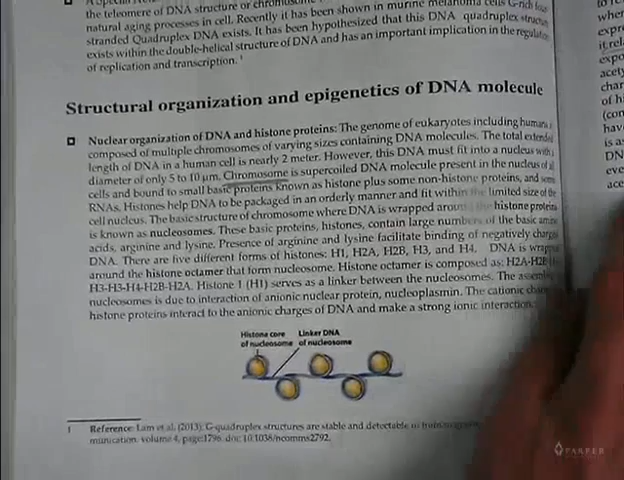 the telomere of DNA structure or
natural aging processes in cell. Recently it has been shown in murine melanoma cells G-rich four
stranded Quadruplex DNA exists. It has been hypothesized that this DNA quadruplex structure
exists within the double-helical structure of DNA and has an important implication in the
of replication and transcription. 1
Structural organization and epigenetics of DNA molecule
Nuclear organization of DNA and histone proteins: The genome of eukaryotes including human
composed of multiple chromosomes of varying sizes containing DNA molecules. The total extended
length of DNA in a human cell is nearly 2 meter. However, this DNA must fit into a nucleus with
diameter of only 5 to 10 µm. Chromosome is supercoiled DNA molecule present in the nucleus of
cells and bound to small basic proteins known as histone plus some non-histone proteins, and some
RNAs. Histones help DNA to be packaged in an orderly manner and fit within limited size of the
cell nucleus. The basic structure of chromosome where DNA is wrapped histone proteins
is known as nucleosomes. These basic proteins, histones, contain large numbers of the basic amino
acids, arginine and lysine. Presence of arginine and lysine facilitate binding of negatively
DNA. There are five different forms of histones: H1, H2A, H2B, H3, and H4. DNA is
around the histone octamer that form nucleosome. Histone octamer is composed as: H2A-H2B
H3-H3-H4-H2B-H2A. Histone 1 (H1) serves as a linker between the nucleosomes. The
nucleosomes is due to interaction of anionic nuclear protein, nucleoplasmin. The cationic
histone proteins interact to the anionic charges of DNA and make a strong ionic interaction.
Histone core Linker DNA
of nucleosome of nucleosome
1 Reference: Lam et al. (2013). G-quadruplex structures are stable and detectable in
munication. volume 4, page:1796. doi: 10.1038/ncomms2792.